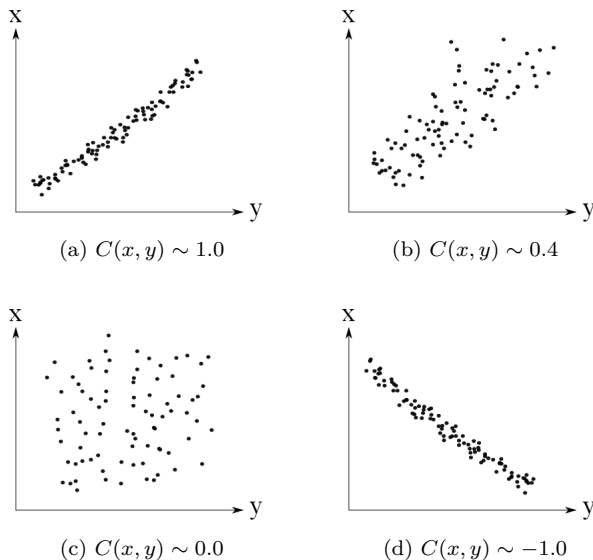 x
x
y
y
(a) C(x, y) ∼ 1.0
(b) C(x, y) ∼ 0.4
x
x
y
y
(c) C(x, y) ∼ 0.0
(d) C(x, y) ∼ −1.0